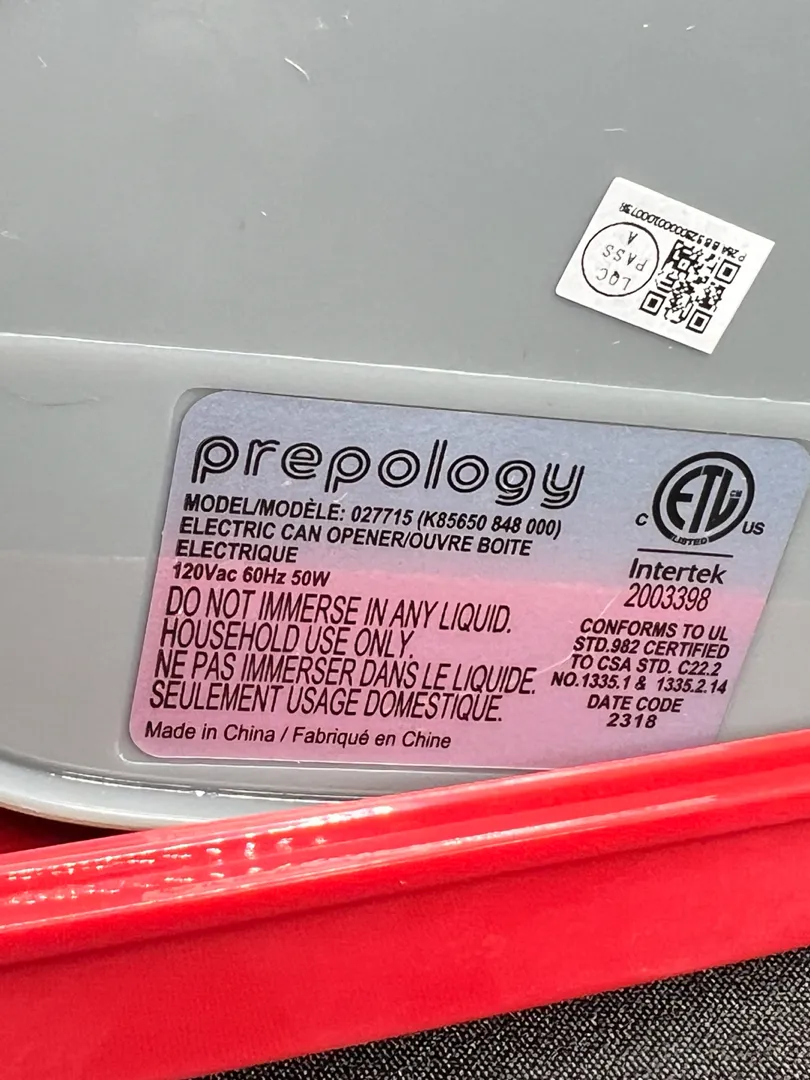 LQC
PASS
A
prepology
MODEL/MODÈLE: 027715 (K85650 848 000)
ELECTRIC CAN OPENER/OUVRE BOITE
ELECTRIQUE
120Vac 60Hz 50W
DO NOT IMMERSE IN ANY LIQUID.
HOUSEHOLD USE ONLY.
NE PAS IMMERSER DANS LE LIQUIDE.
SEULEMENT USAGE DOMESTIQUE.
Made in China / Fabriqué en Chine
ETL
CM
LISTED
C US
Intertek
2003398
CONFORMS TO UL
STD.982 CERTIFIED
TO CSA STD. C22.2
NO.1335.1 & 1335.2.14
DATE CODE
2318